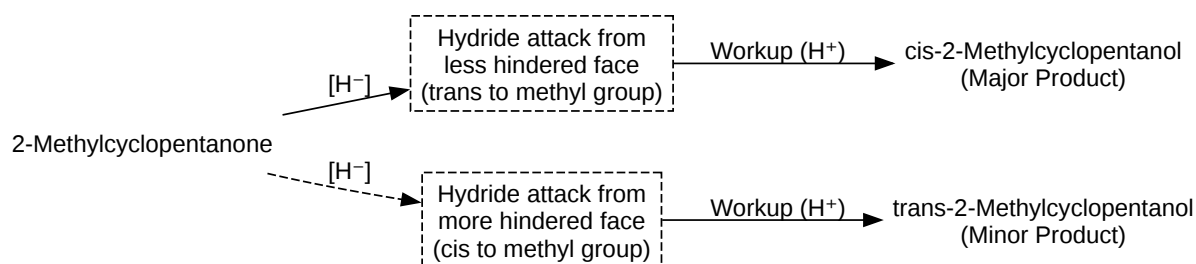 Hydride attack from
less hindered face
(trans to methyl group)
Workup (H⁺)
cis-2-Methylcyclopentanol
(Major Product)
[H⁻]
2-Methylcyclopentanone
[H⁻]
Hydride attack from
more hindered face
(cis to methyl group)
Workup (H⁺)
trans-2-Methylcyclopentanol
(Minor Product)